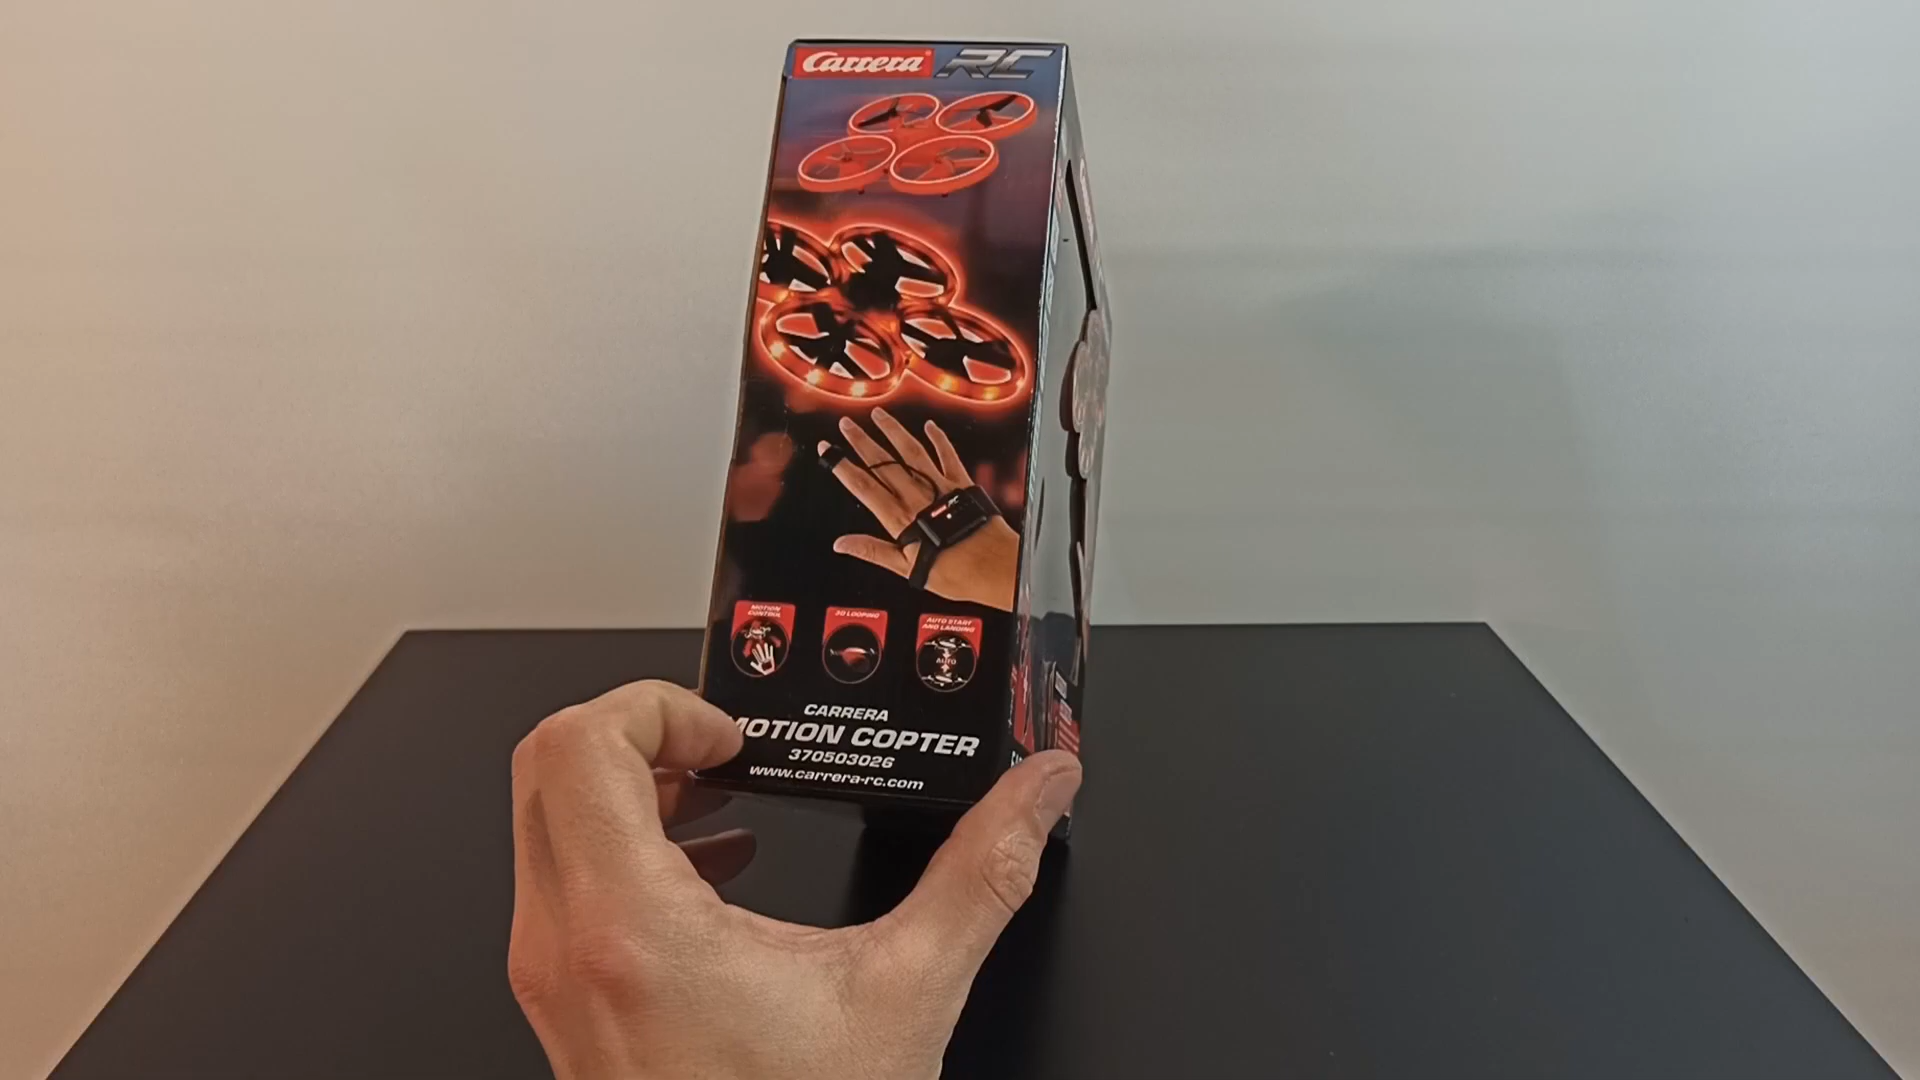 Carrera RC
MOTION
CONTROL
3D LOOPING
AUTO START
AND LANDING
AUTO
CARRERA
MOTION COPTER
370503026
www.carrera-rc.com